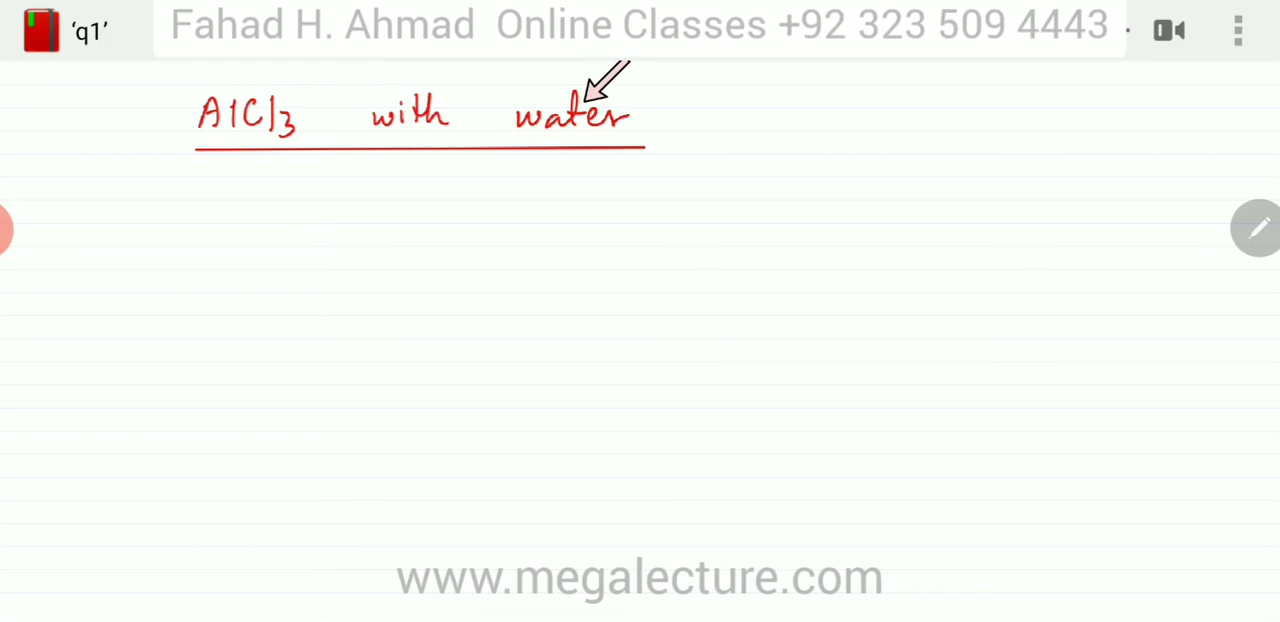 ‘q1’ Fahad H. Ahmad Online Classes +92 323 509 4443
AlCl3 with water
www.megalecture.com